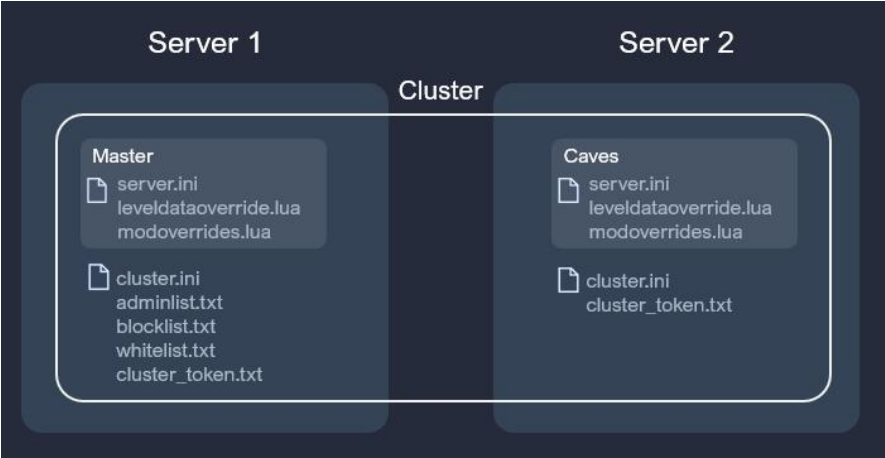 Server 1
Server 2
Cluster
Master
server.ini
leveldataoverride.lua
modoverrides.lua
cluster.ini
adminlist.txt
blocklist.txt
whitelist.txt
cluster_token.txt
Caves
server.ini
leveldataoverride.lua
modoverrides.lua
cluster.ini
cluster_token.txt